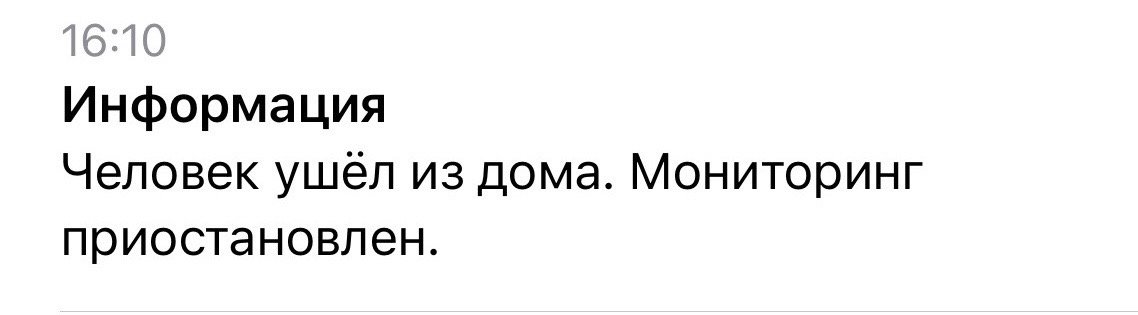 16:10
Информация
Человек ушёл из дома. Мониторинг
приостановлен.